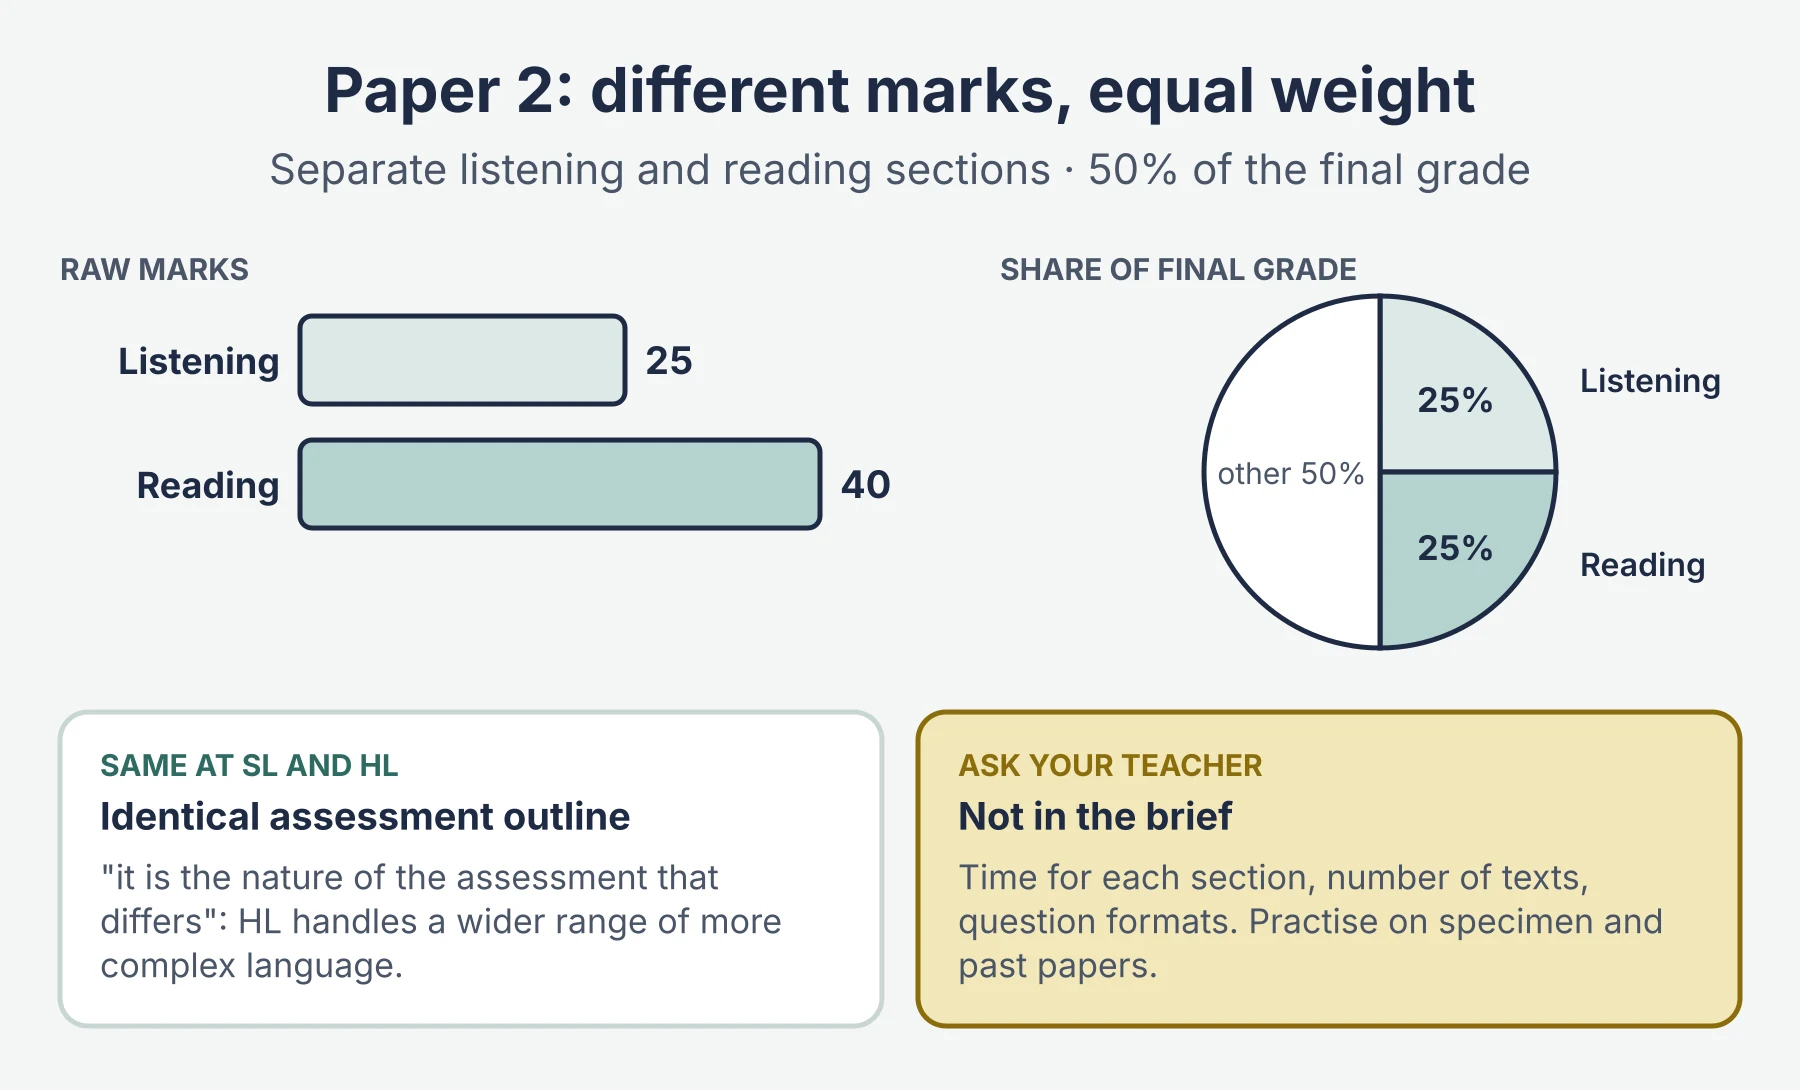 Paper 2: different marks, equal weight
Separate listening and reading sections · 50% of the final grade
RAW MARKS
Listening
25
Reading
40
SHARE OF FINAL GRADE
other 50%
25%
Listening
25%
Reading
SAME AT SL AND HL
Identical assessment outline
"it is the nature of the assessment that
differs": HL handles a wider range of more
complex language.
ASK YOUR TEACHER
Not in the brief
Time for each section, number of texts,
question formats. Practise on specimen and
past papers.